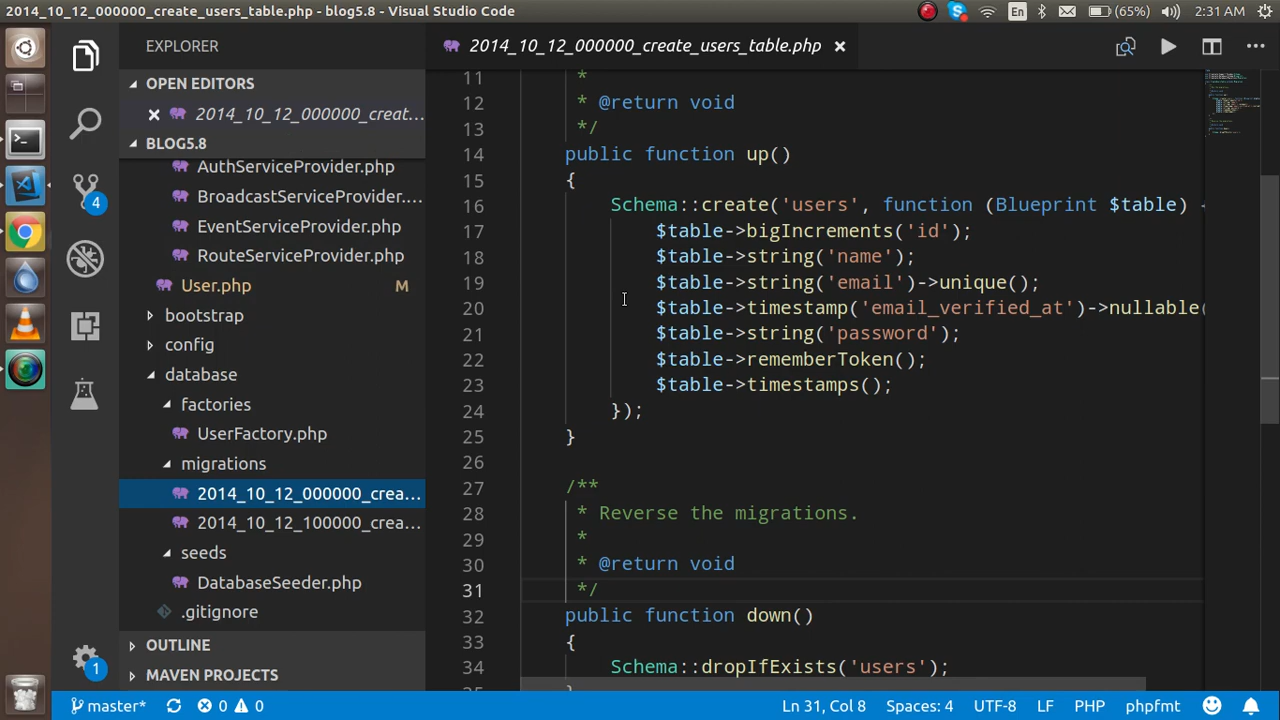 2014_10_12_000000_create_users_table.php - blog5.8 - Visual Studio Code
En
(65%)
2:31 AM
EXPLORER
OPEN EDITORS
2014_10_12_000000_creat...
BLOG5.8
AuthServiceProvider.php
BroadcastServiceProvider....
EventServiceProvider.php
RouteServiceProvider.php
User.php M
bootstrap
config
database
factories
UserFactory.php
migrations
2014_10_12_000000_crea...
2014_10_12_100000_crea...
seeds
DatabaseSeeder.php
.gitignore
OUTLINE
MAVEN PROJECTS
4
1
2014_10_12_000000_create_users_table.php
11 *
12 * @return void
13 */
14 public function up()
15 {
16 Schema::create('users', function (Blueprint $table)
17 $table->bigIncrements('id');
18 $table->string('name');
19 $table->string('email')->unique();
20 $table->timestamp('email_verified_at')->nullable(
21 $table->string('password');
22 $table->rememberToken();
23 $table->timestamps();
24 });
25 }
26
27 /**
28 * Reverse the migrations.
29 *
30 * @return void
31 */
32 public function down()
33 {
34 Schema::dropIfExists('users');
master* 0 0
Ln 31, Col 8 Spaces: 4 UTF-8 LF PHP phpfmt